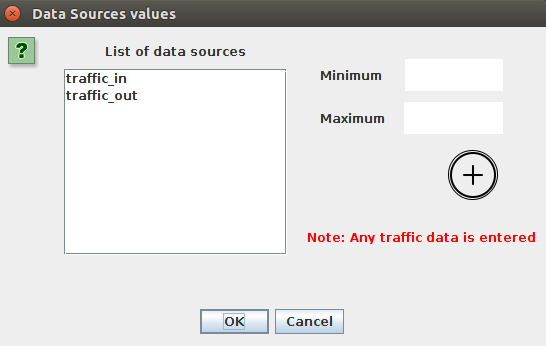 Data Sources values
?
List of data sources
traffic_in
traffic_out
Minimum
Maximum
Note: Any traffic data is entered
OK
Cancel